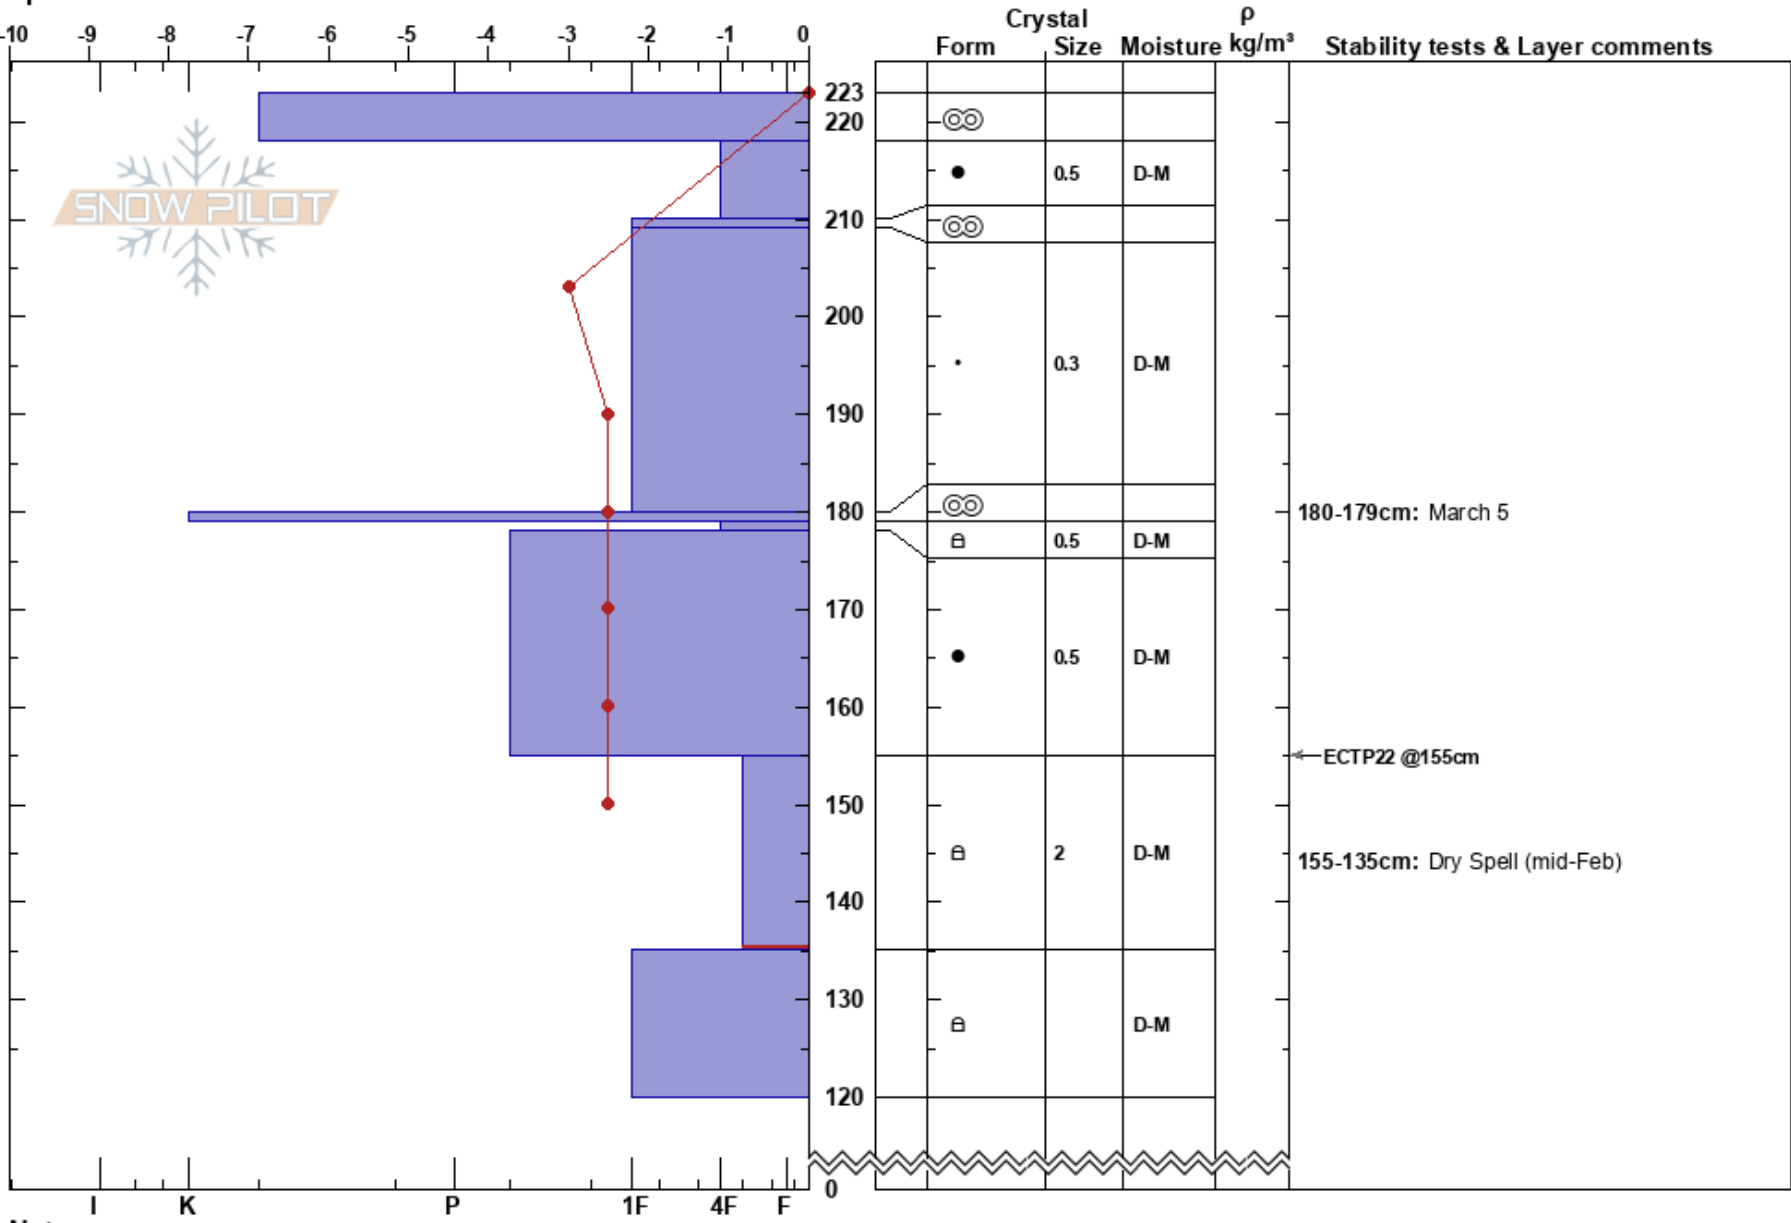 Crystal ρ
-10 -9 -8 -7 -6 -5 -4 -3 -2 -1 0 Form Size Moisture kg/m³ Stability tests & Layer comments
223
220
0.5 D-M
SNOW PILOT
210
200
0.3 D-M
190
180 180-179cm: March 5
0.5 D-M
170
0.5 D-M
160
ECTP22 @155cm
150
2 D-M 155-135cm: Dry Spell (mid-Feb)
140
130
D-M
120
0
I K P 1F 4F F